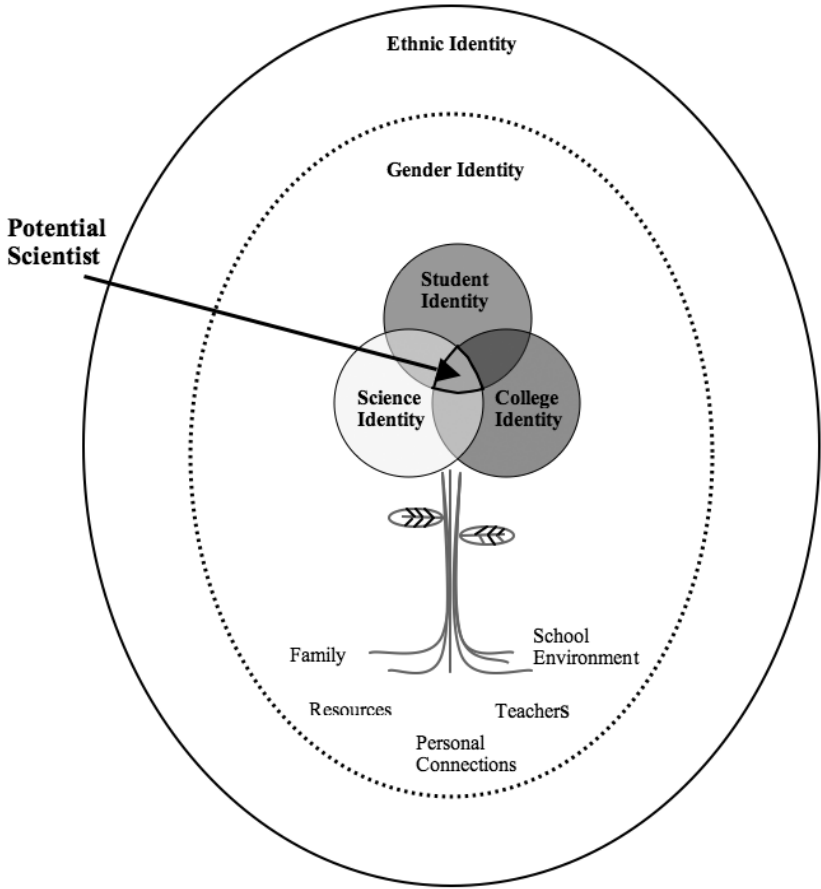 Ethnic Identity
Gender Identity
Potential
Scientist
Student
Identity
Science
Identity
College
Identity
Family
School
Environment
Resources
Teachers
Personal
Connections